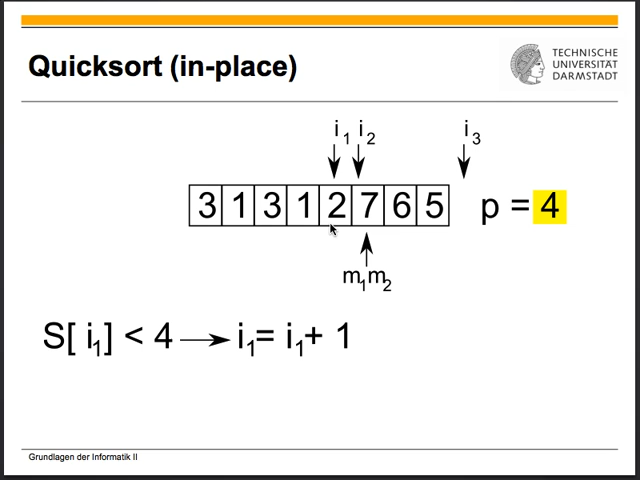 Quicksort (in-place)
TECHNISCHE
UNIVERSITÄT
DARMSTADT
i1 i2 i3
3 1 3 1 2 7 6 5 p = 4
m1m2
S[ i1] < 4 → i1= i1+ 1
Grundlagen der Informatik II